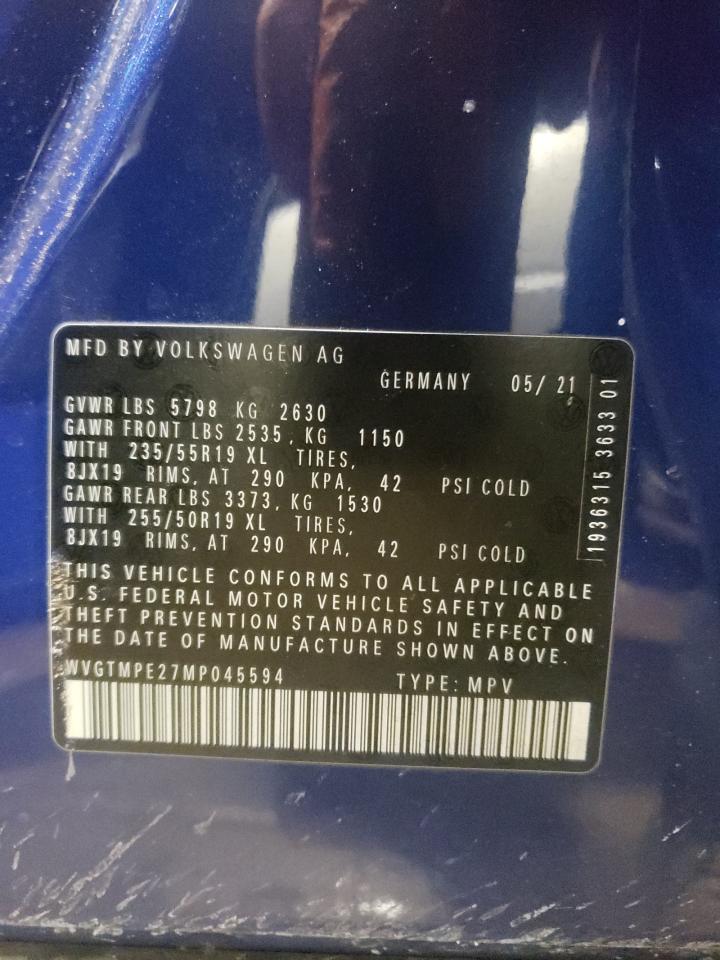 MFD BY VOLKSWAGEN AG
GERMANY 05/ 21
GVWR LBS 5798 KG 2630
GAWR FRONT LBS 2535, KG 1150
WITH 235/55R19 XL TIRES,
8JX19 RIMS, AT 290 KPA, 42 PSI COLD
GAWR REAR LBS 3373, KG 1530
WITH 255/50R19 XL TIRES,
8JX19 RIMS, AT 290 KPA, 42 PSI COLD
THIS VEHICLE CONFORMS TO ALL APPLICABLE
U.S. FEDERAL MOTOR VEHICLE SAFETY AND
THEFT PREVENTION STANDARDS IN EFFECT ON
THE DATE OF MANUFACTURE SHOWN ABOVE.
WVGTMPE27MP045594 TYPE: MPV
1936315 3633 01